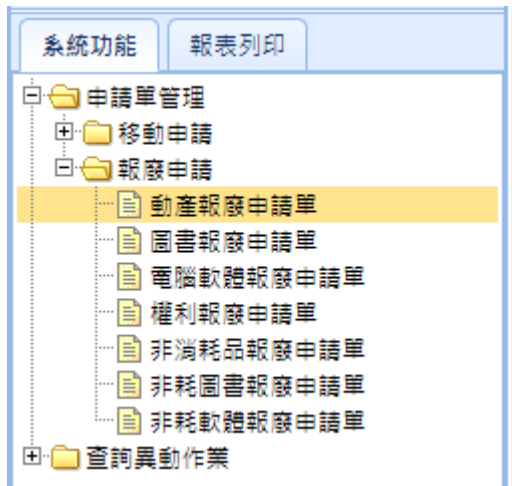 系統功能 報表列印
申請單管理
移動申請
報廢申請
動產報廢申請單
圖書報廢申請單
電腦軟體報廢申請單
權利報廢申請單
非消耗品報廢申請單
非耗圖書報廢申請單
非耗軟體報廢申請單
查詢異動作業